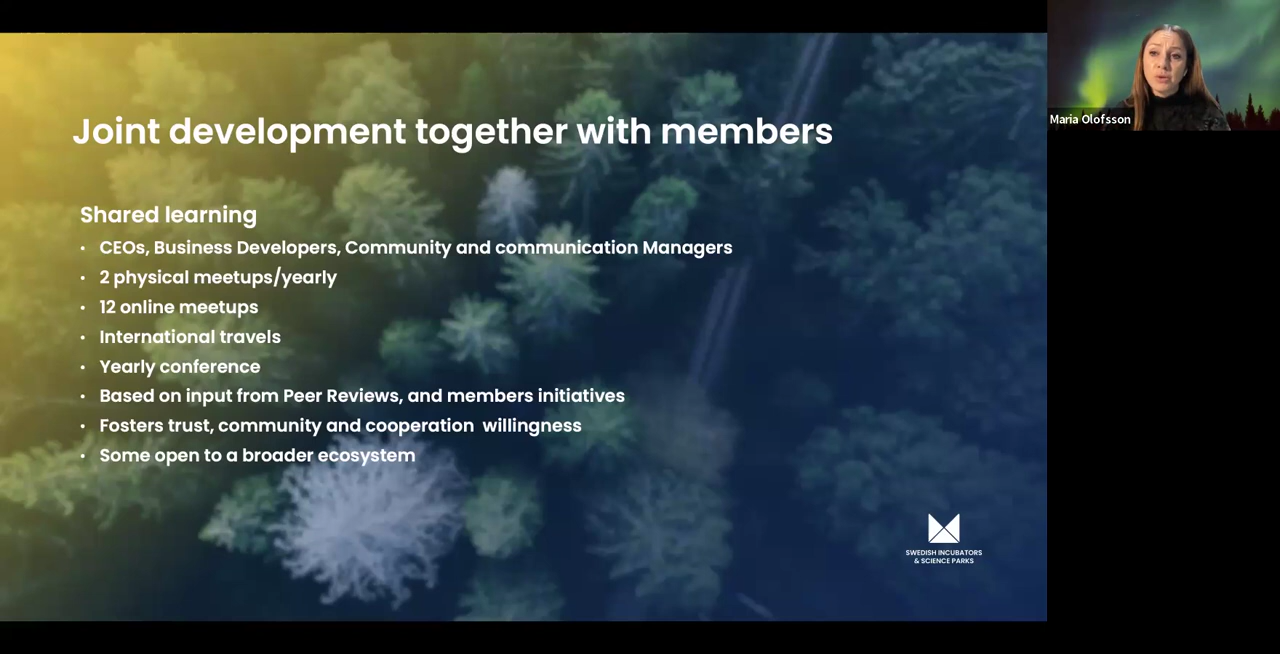 Joint development together with members
Shared learning
• CEOs, Business Developers, Community and communication Managers
• 2 physical meetups/yearly
• 12 online meetups
• International travels
• Yearly conference
• Based on input from Peer Reviews, and members initiatives
• Fosters trust, community and cooperation  willingness
• Some open to a broader ecosystem
SWEDISH INCUBATORS
& SCIENCE PARKS
Maria Olofsson